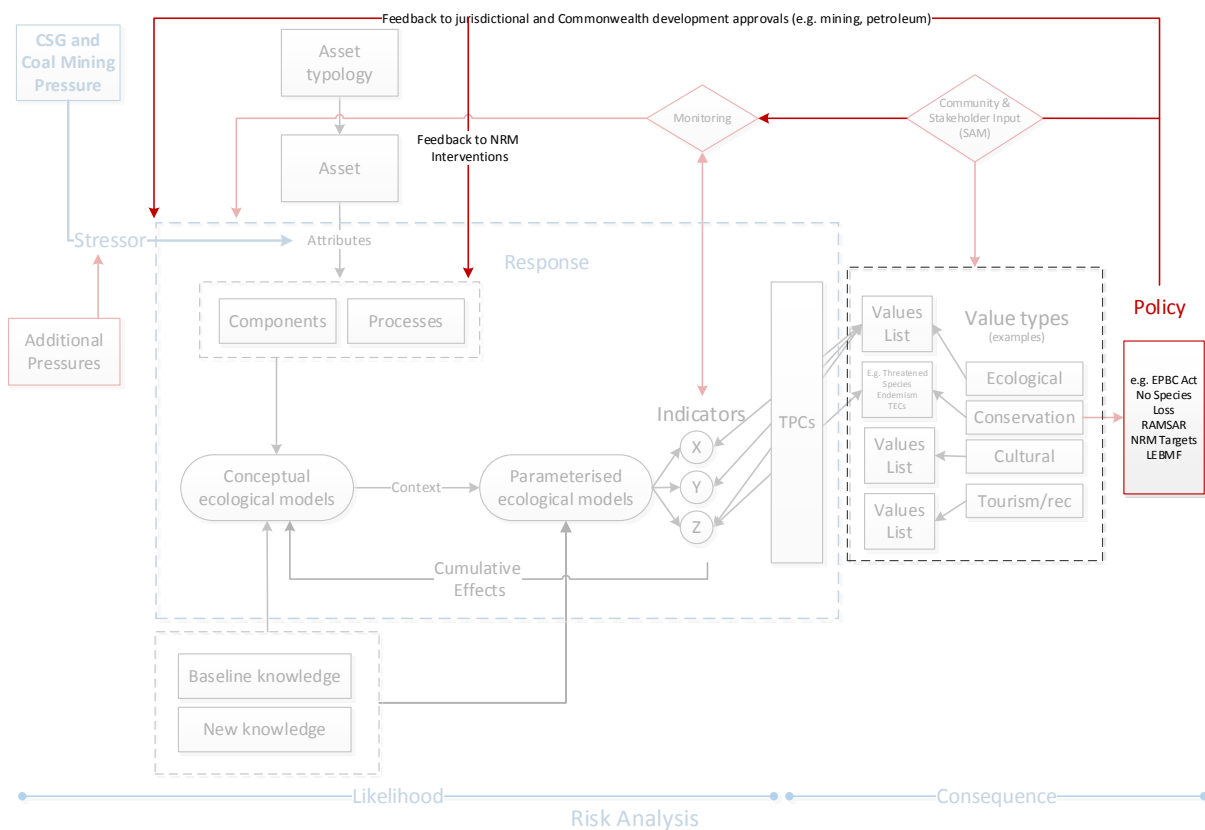 Feedback to jurisdictional and Commonwealth development approvals (e.g. mining, petroleum)
CSG and
Coal Mining
Pressure
Asset
typology
Monitoring
Community &
Stakeholder Input
(SAM)
Feedback to NRM
Interventions
Asset
Stressor
Attributes
Response
Components
Processes
Additional
Pressures
Values
List
Value types
(examples)
Policy
E.g. Threatened
Species
Endemism
TECs
Ecological
Conservation
Cultural
Tourism/rec
e.g. EPBC Act
No Species
Loss
RAMSAR
NRM Targets
LEBMF
Indicators
TPCs
X
Y
Z
Values
List
Values
List
Conceptual
ecological models
Context
Parameterised
ecological models
Cumulative
Effects
Baseline knowledge
New knowledge
Likelihood
Consequence
Risk Analysis